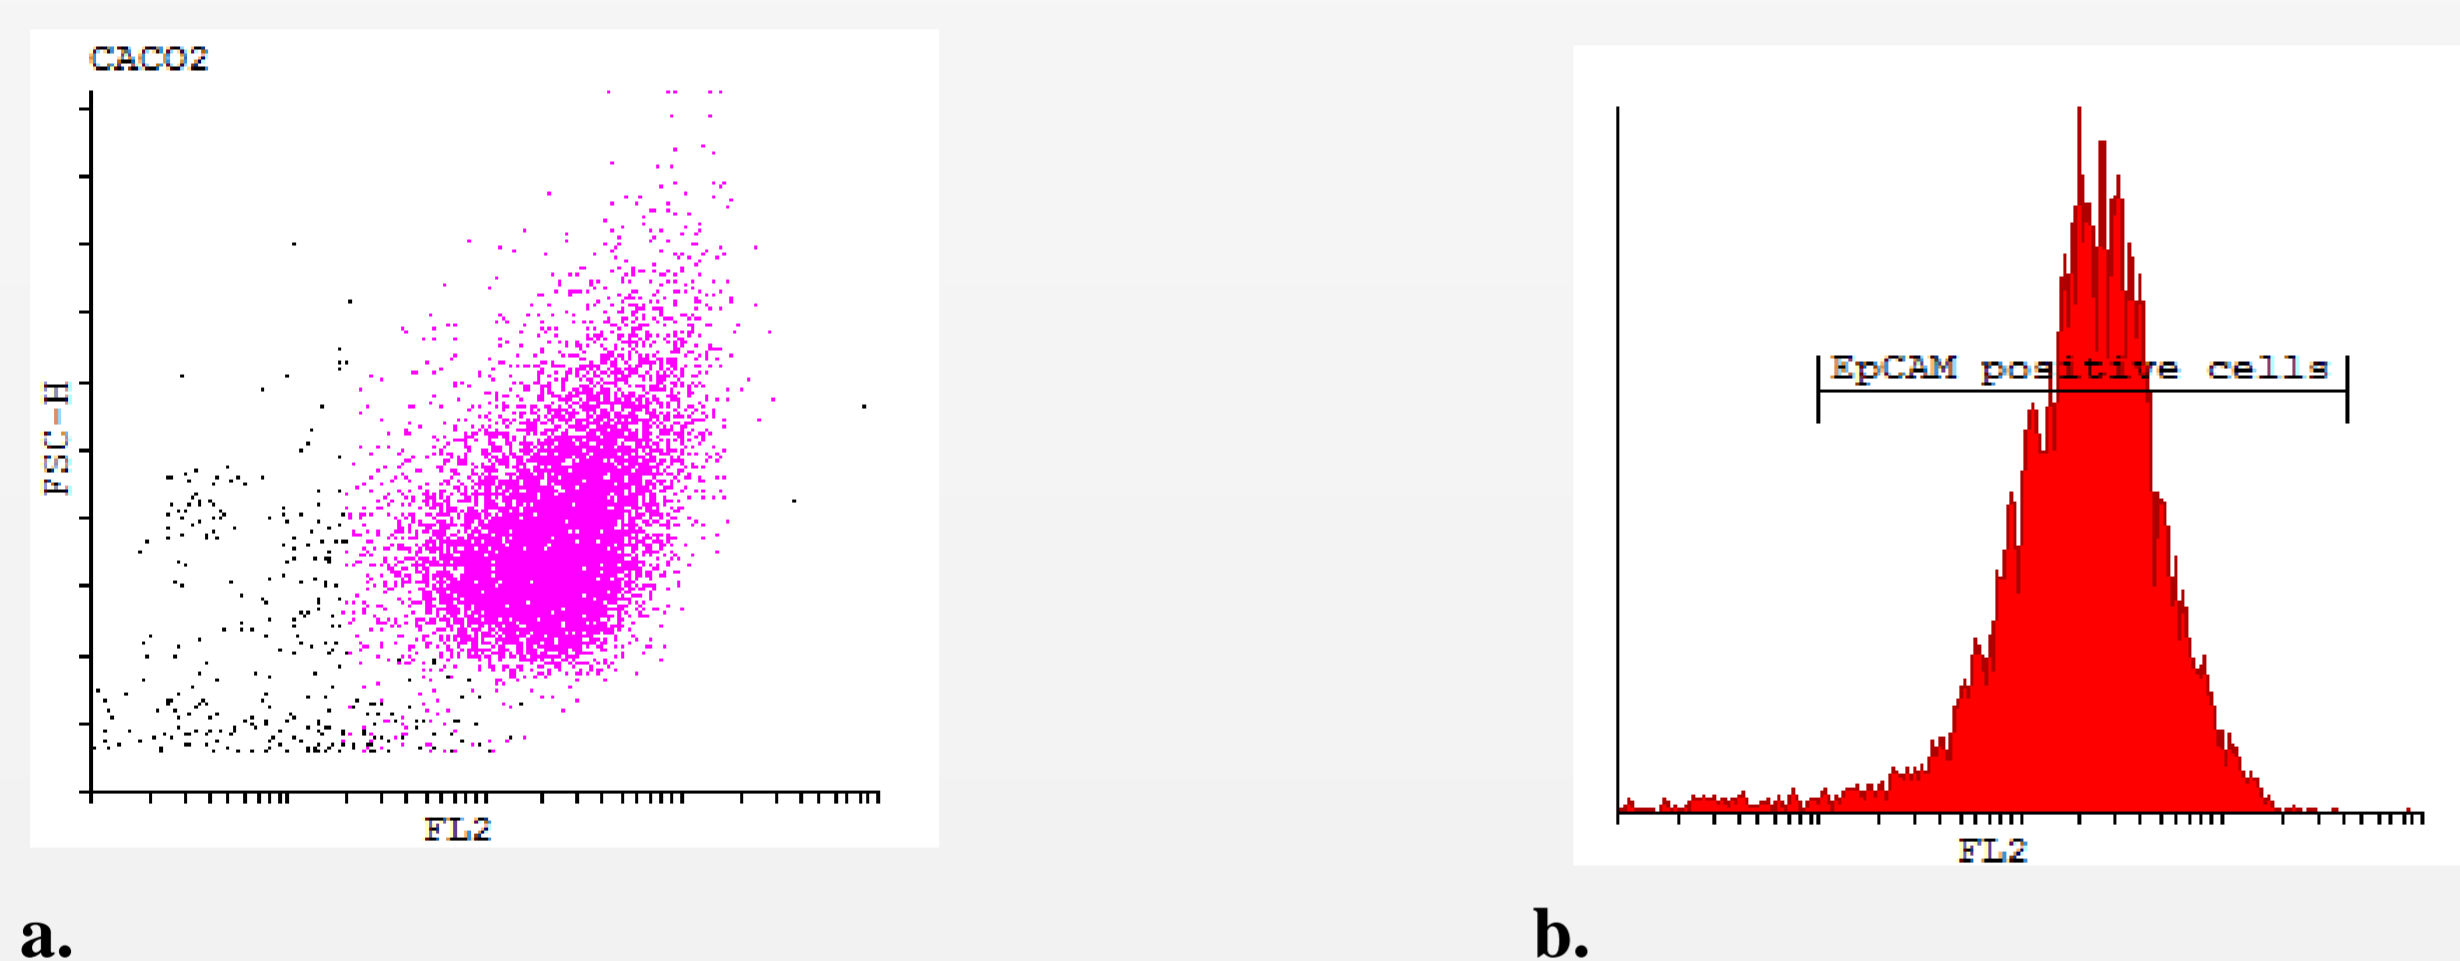 CACO2
FSC-H
FL2
EpCAM positive cells
FL2
a.
b.